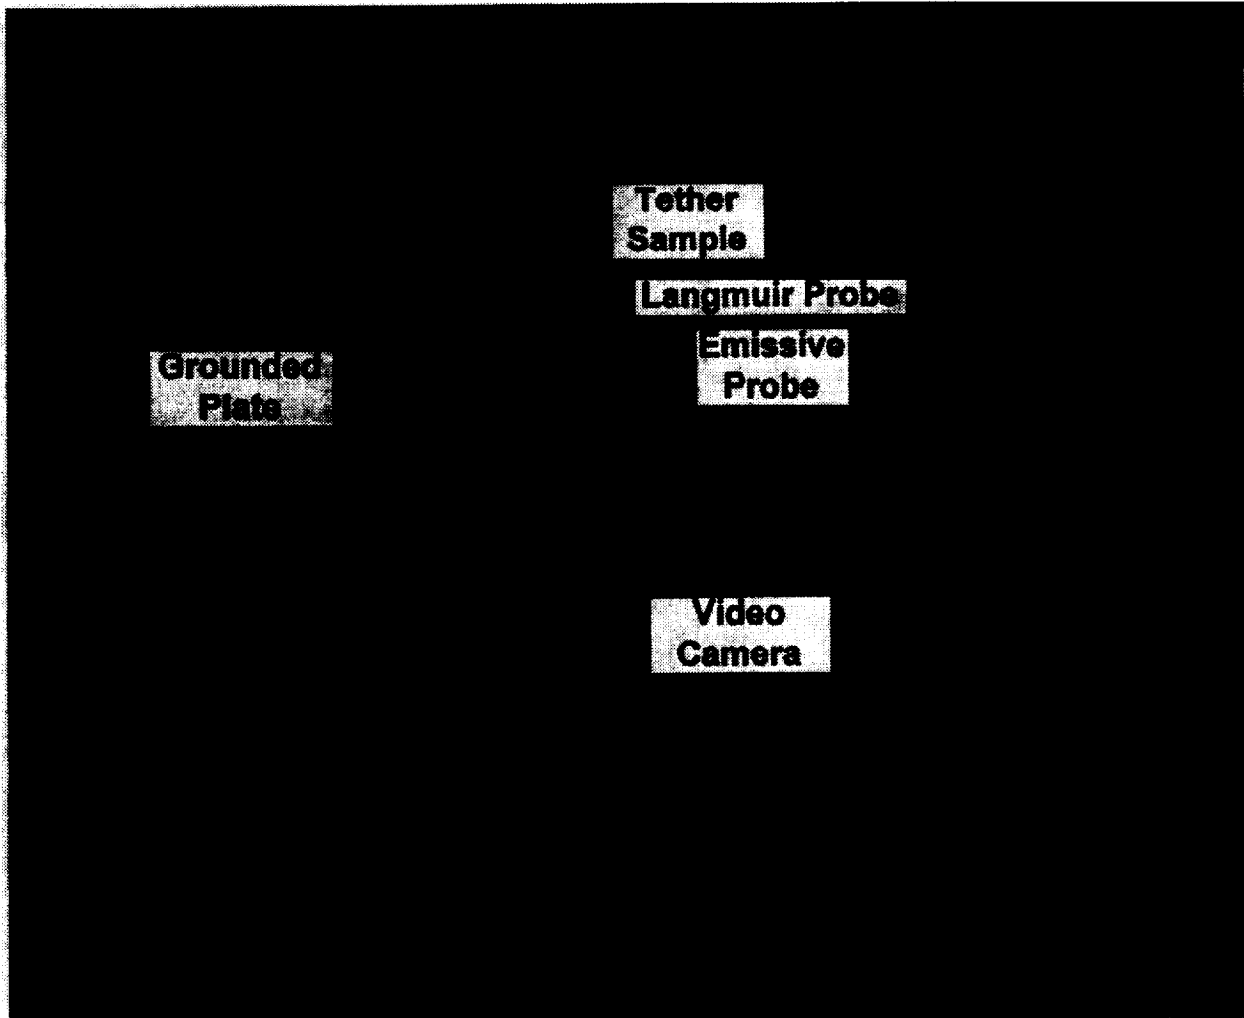 Tether
Sample
Langmuir Probe
Emissive
Probe
Grounded
Plate
Video
Camera